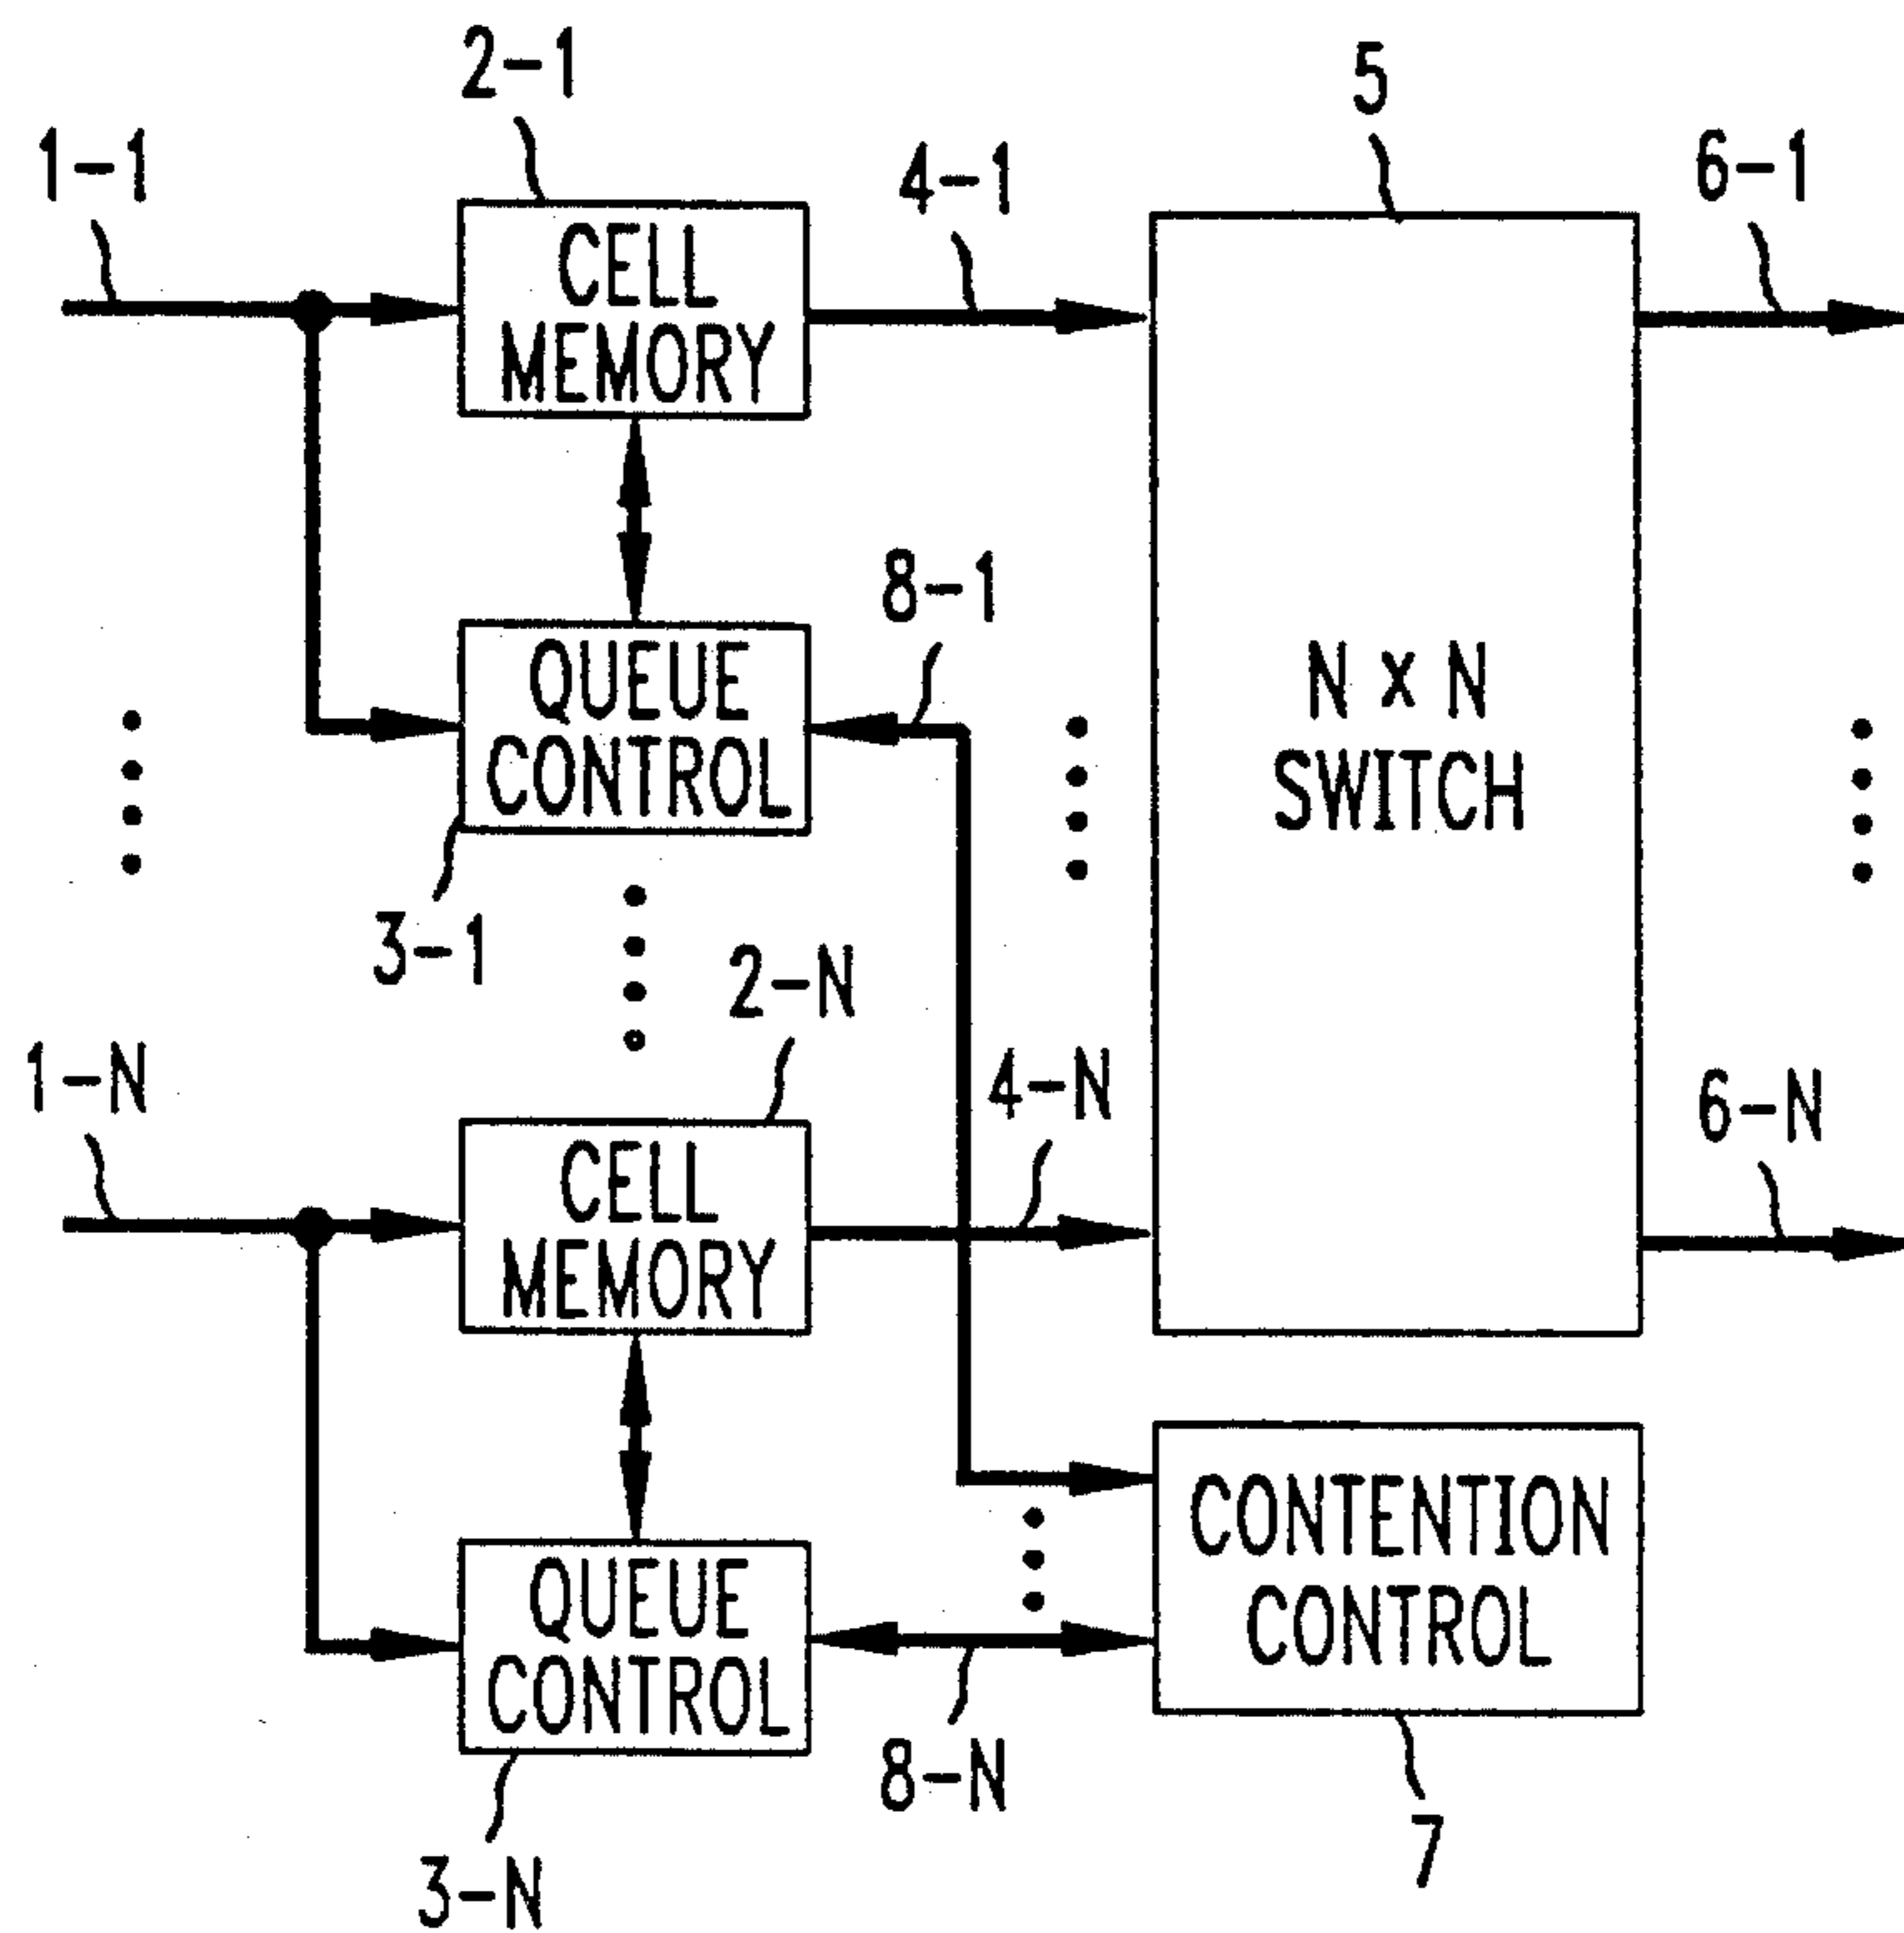 2-1
5
1-1
4-1
6-1
CELL
MEMORY
8-1
QUEUE
CONTROL
N x N
SWITCH
3-1
2-N
1-N
4-N
6-N
CELL
MEMORY
CONTENTION
CONTROL
QUEUE
CONTROL
8-N
7
3-N